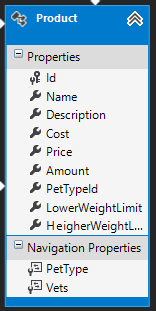 Product
Properties
Id
Name
Description
Cost
Price
Amount
PetTypeId
LowerWeightLimit
HeigherWeightL...
Navigation Properties
PetType
Vets